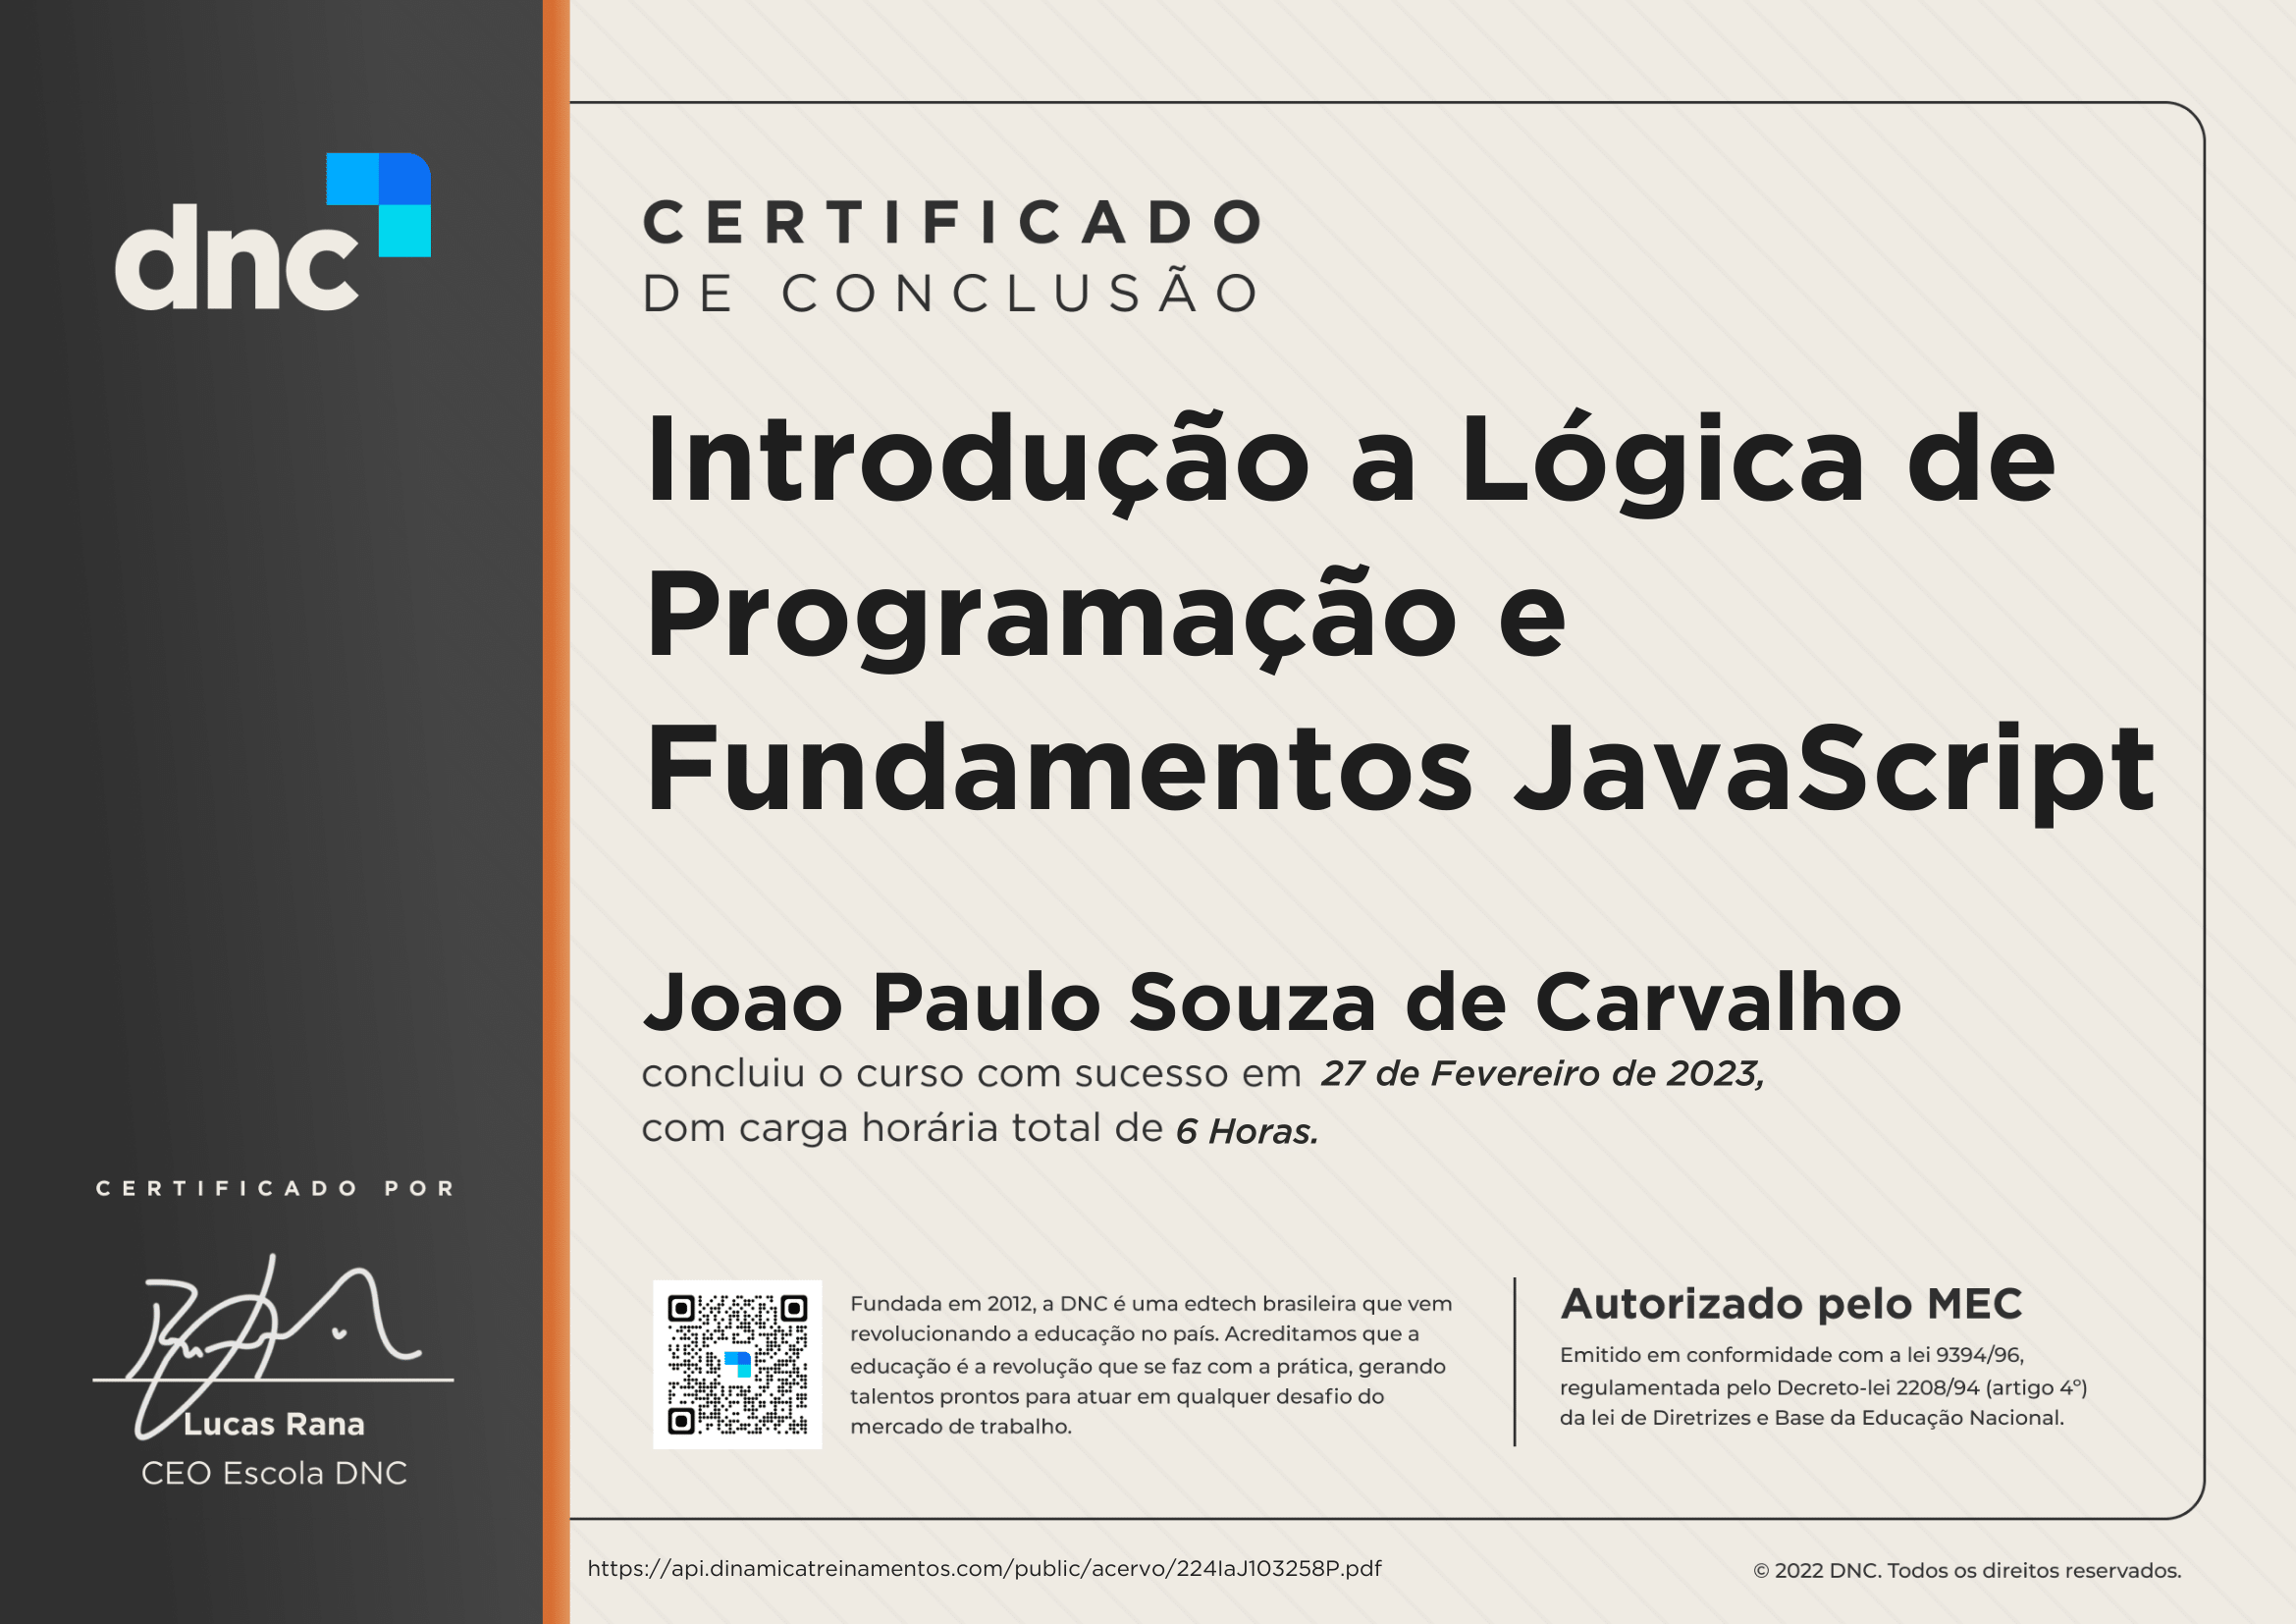 dnc
CERTIFICADO
DE CONCLUSÃO
Introdução a Lógica de
Programação e
Fundamentos JavaScript
Joao Paulo Souza de Carvalho
concluiu o curso com sucesso em 27 de Fevereiro de 2023,
com carga horária total de 6 Horas.
CERTIFICADO POR
Lucas Rana
CEO Escola DNC
Fundada em 2012, a DNC é uma edtech brasileira que vem
revolucionando a educação no país. Acreditamos que a
educação é a revolução que se faz com a prática, gerando
talentos prontos para atuar em qualquer desafio do
mercado de trabalho.
Autorizado pelo MEC
Emitido em conformidade com a lei 9394/96,
regulamentada pelo Decreto-lei 2208/94 (artigo 4º)
da lei de Diretrizes e Base da Educação Nacional.
https://api.dinamicatreinamentos.com/public/acervo/224IaJ103258P.pdf
© 2022 DNC. Todos os direitos reservados.